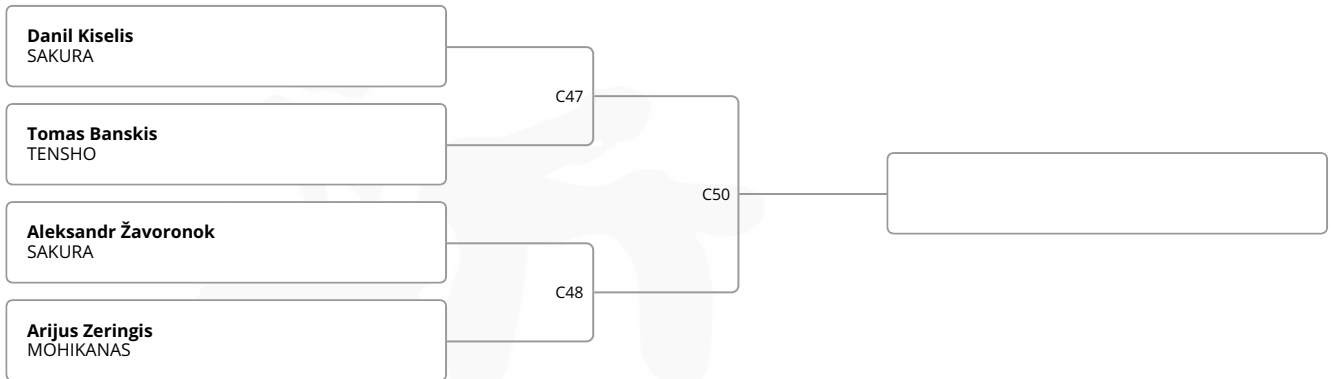 Danil Kiselis
SAKURA
C47
Tomas Banskis
TENSHO
C50
Aleksandr Žavoronok
SAKURA
C48
Arijus Zeringis
MOHIKANAS